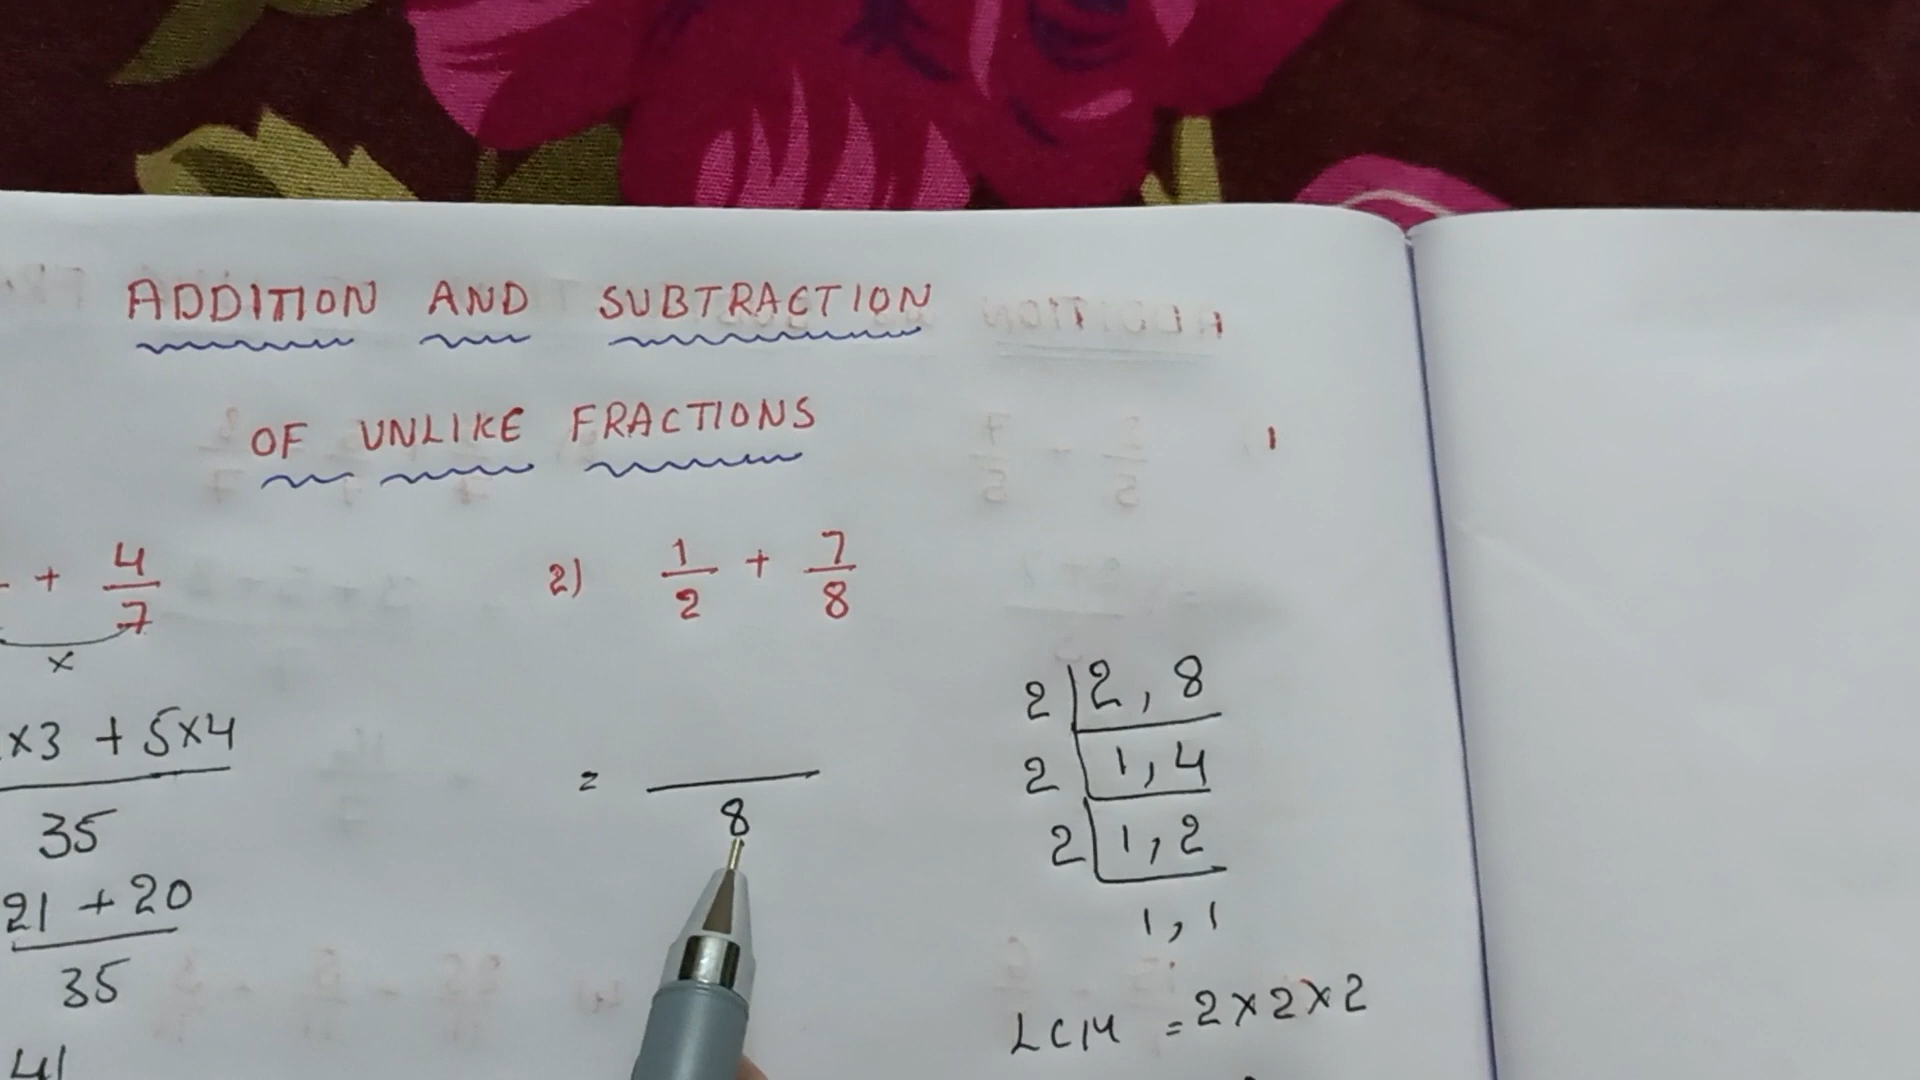 ADDITION AND SUBTRACTION
OF UNLIKE FRACTIONS
+ 4/7
×
×3 + 5×4
35
21 + 20
35
41
2) 1/2 + 7/8
=
8
2 | 2, 8
2 | 1, 4
2 | 1, 2
1, 1
LCM = 2×2×2